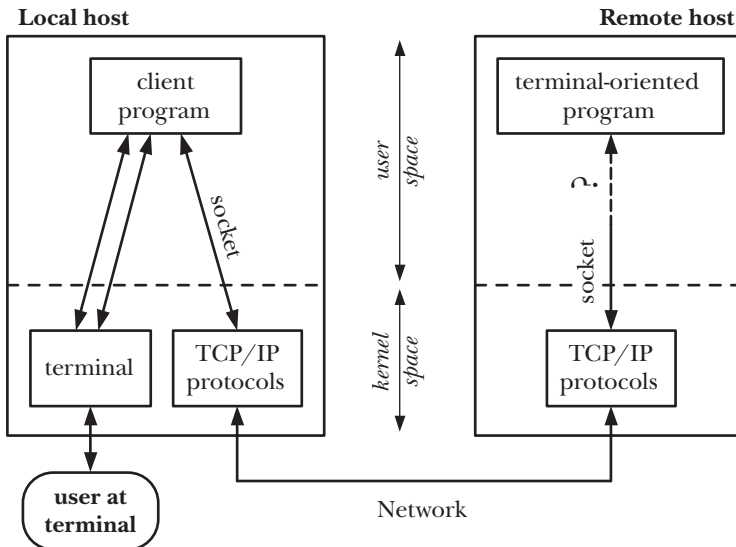 Local host
Remote host
client
program
terminal-oriented
program
user
space
?
socket
socket
kernel
space
terminal
TCP/IP
protocols
TCP/IP
protocols
user at
terminal
Network